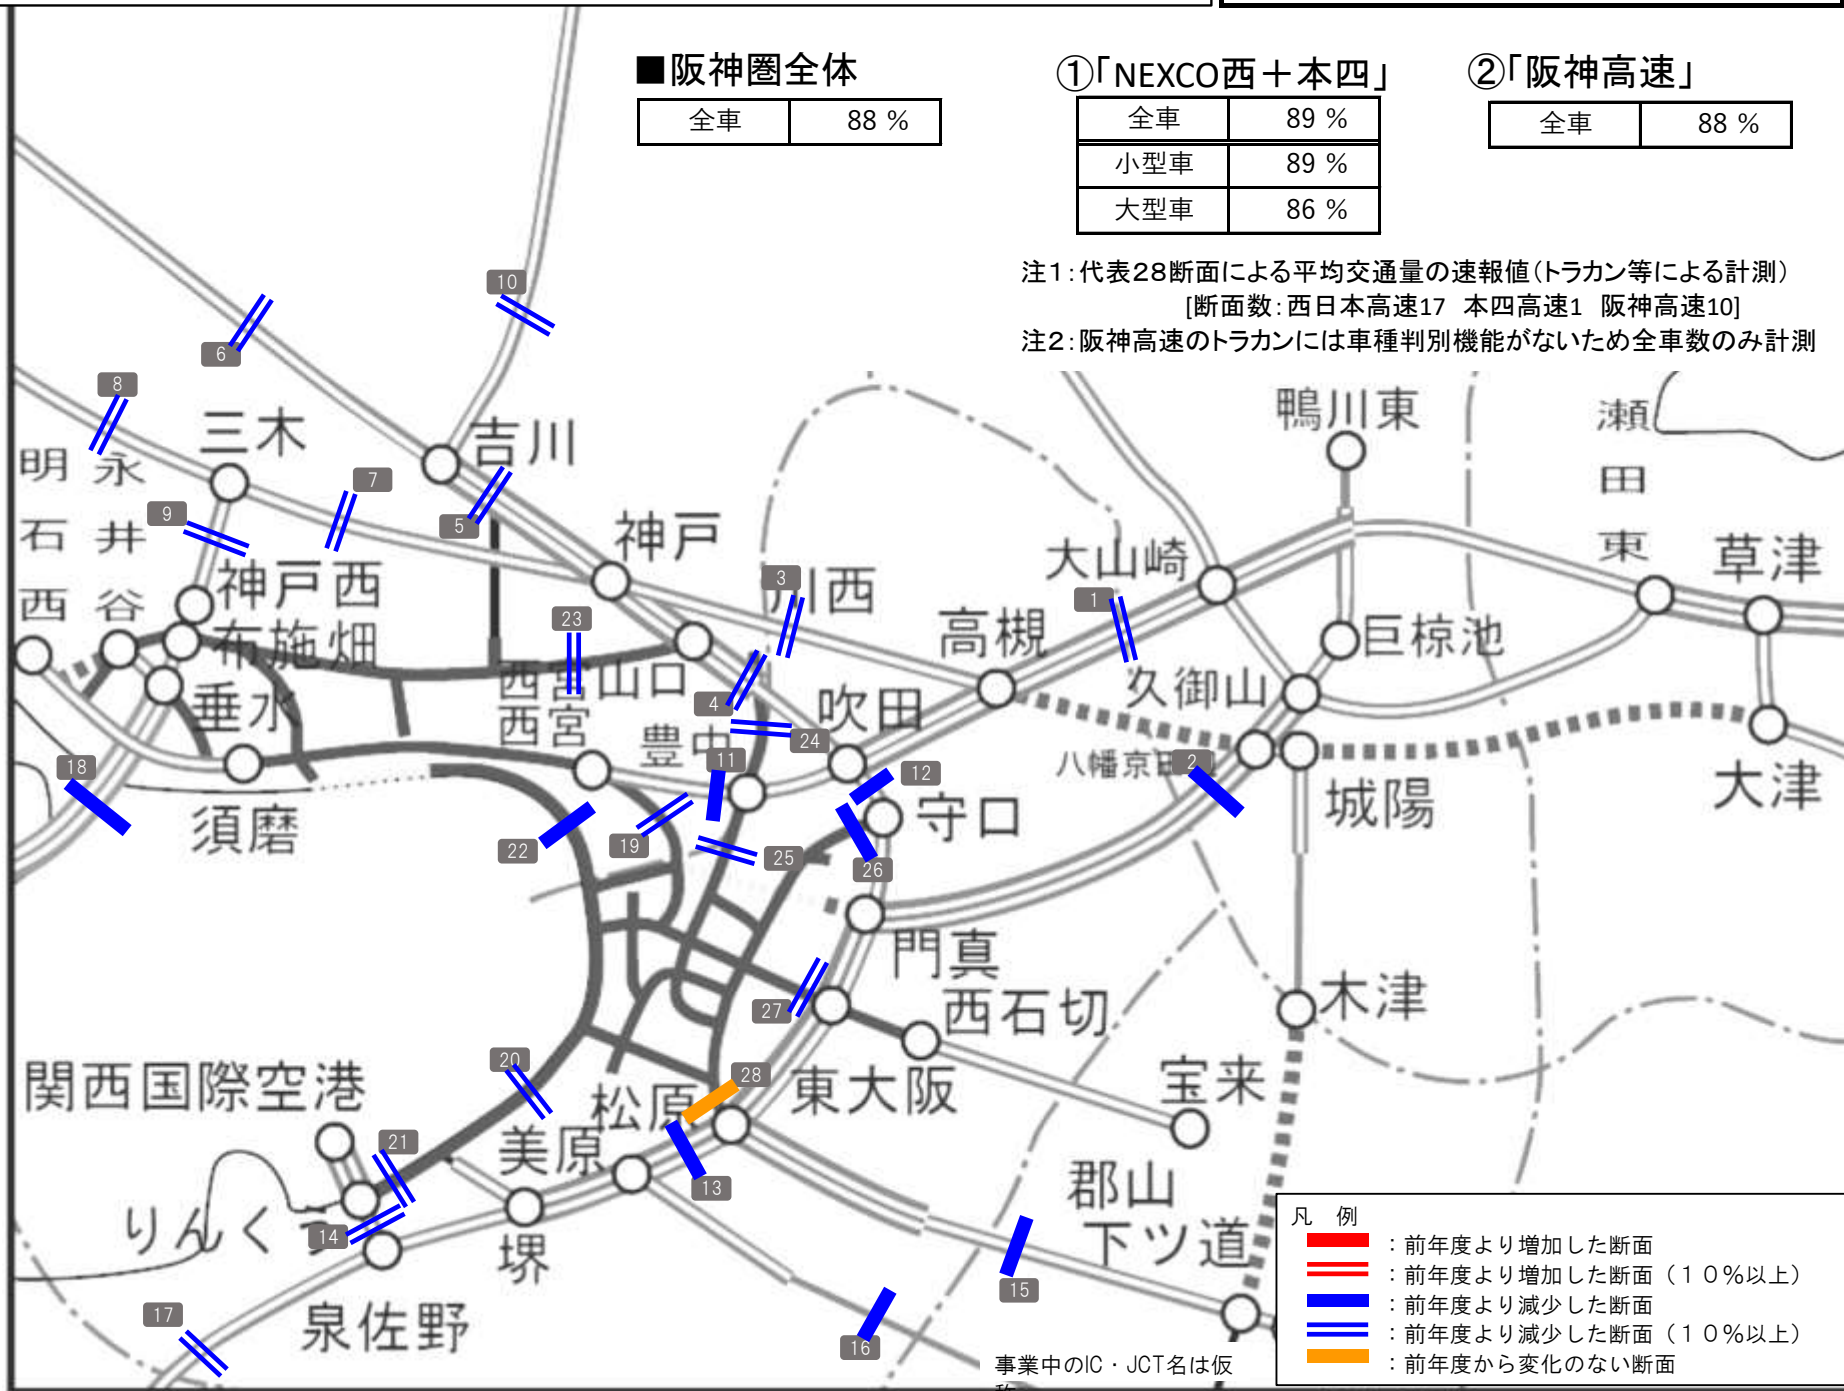 ■阪神圏全体
全車 88 %
①「NEXCO西＋本四」
全車 89 %
小型車 89 %
大型車 86 %
②「阪神高速」
全車 88 %
注1：代表28断面による平均交通量の速報値（トラカン等による計測）
[断面数：西日本高速17 本四高速1 阪神高速10]
注2：阪神高速のトラカンには車種判別機能がないため全車数のみ計測
10
6
8
三木
吉川
鴨川東
瀬田東
明石西
永井谷
7
9
5
神戸
大山崎
草津
3
川西
1
神戸西
23
高槻
巨椋池
布施畑
西宮山口
久御山
4
吹田
垂水
西宮
豊中
24
18
11
12
八幡京田
2
大津
須磨
守口
城陽
22
19
25
26
門真
27
西石切
木津
20
28
関西国際空港
松原
東大阪
宝来
21
美原
13
郡山
りんくう
14
堺
下ツ道
15
17
泉佐野
16
事業中のIC・JCT名は仮
凡 例
：前年度より増加した断面
：前年度より増加した断面（１０%以上）
：前年度より減少した断面
：前年度より減少した断面（１０%以上）
：前年度から変化のない断面